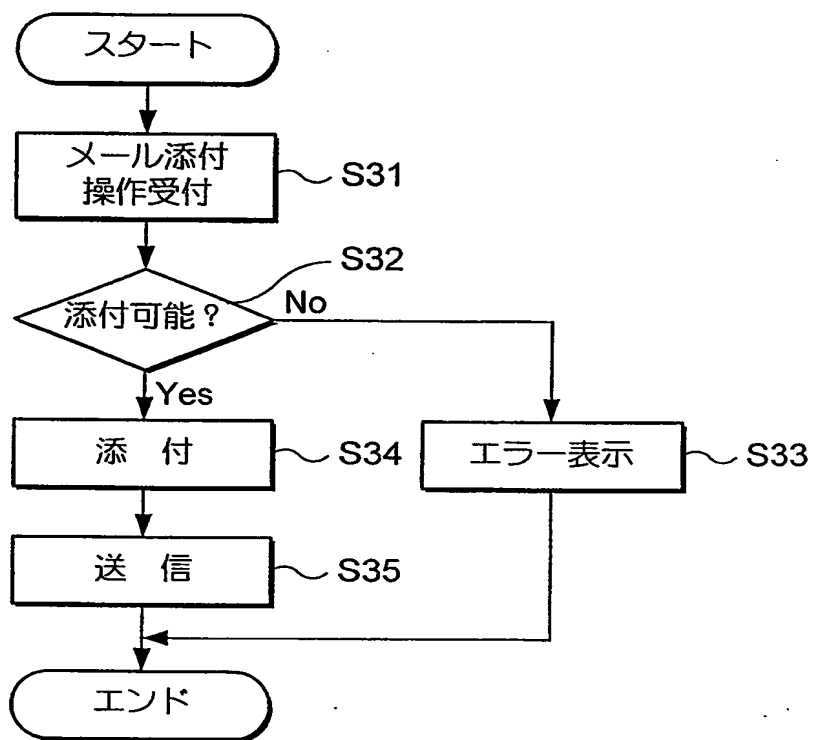 スタート
メール添付
操作受付
S31
S32
添付可能?
No
Yes
添 付
S34
エラー表示
S33
送 信
S35
エンド